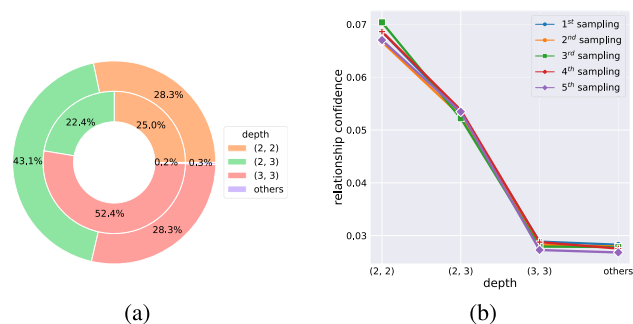 28.3%
22.4%
25.0%
43.1%
0.2%
0.3%
52.4%
28.3%
depth
(2, 2)
(2, 3)
(3, 3)
others
(a)
0.07
0.06
0.05
0.04
0.03
relationship confidence
1st sampling
2nd sampling
3rd sampling
4th sampling
5th sampling
(2, 2)
(2, 3)
(3, 3)
others
depth
(b)